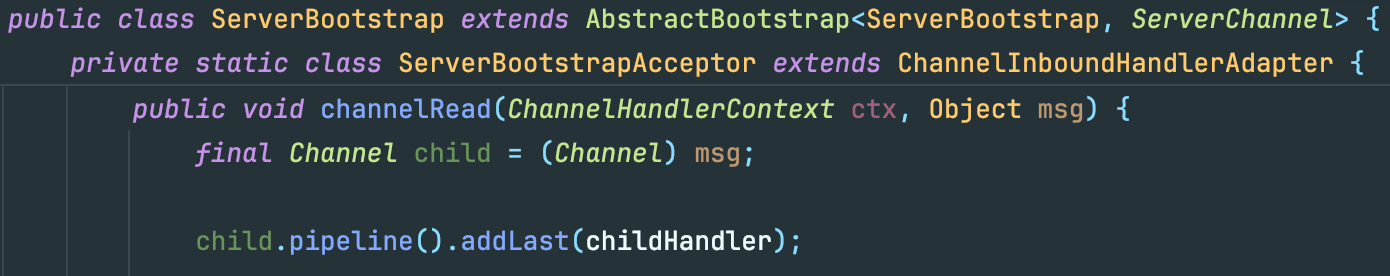 public class ServerBootstrap extends AbstractBootstrap<ServerBootstrap, ServerChannel> {
private static class ServerBootstrapAcceptor extends ChannelInboundHandlerAdapter {
public void channelRead(ChannelHandlerContext ctx, Object msg) {
final Channel child = (Channel) msg;
child.pipeline().addLast(childHandler);